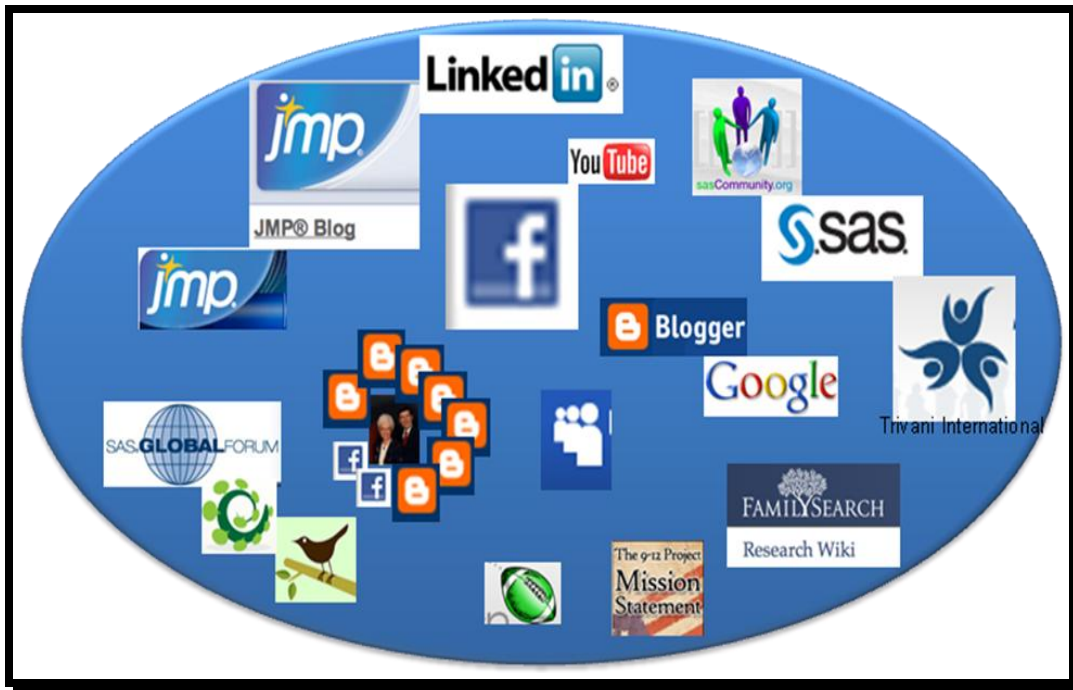 Linked in ®
jmp
JMP® Blog
You Tube
sasCommunity.org
sas
jmp
f
Blogger
Google
Trivani International
SAS GLOBAL FORUM
f
f
FAMILYSEARCH
Research Wiki
The 9-12 Project
Mission
Statement